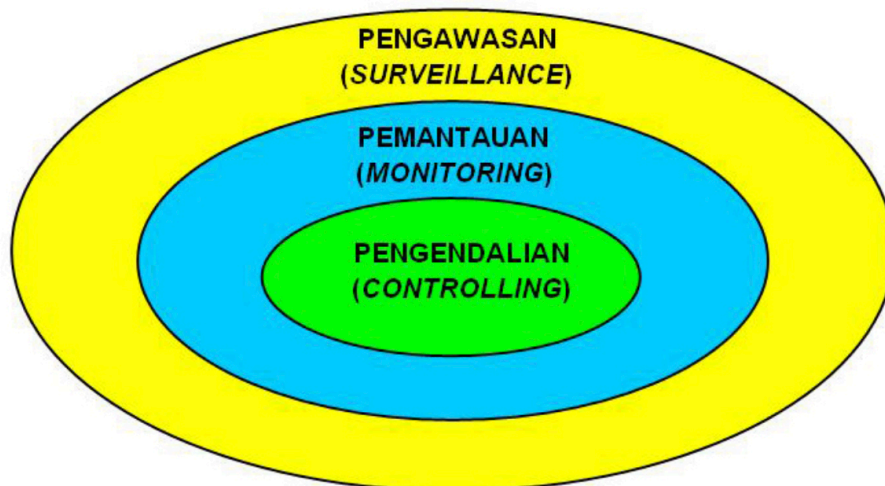 PENGAWASAN
(SURVEILLANCE)
PEMANTAUAN
(MONITORING)
PENGENDALIAN
(CONTROLLING)